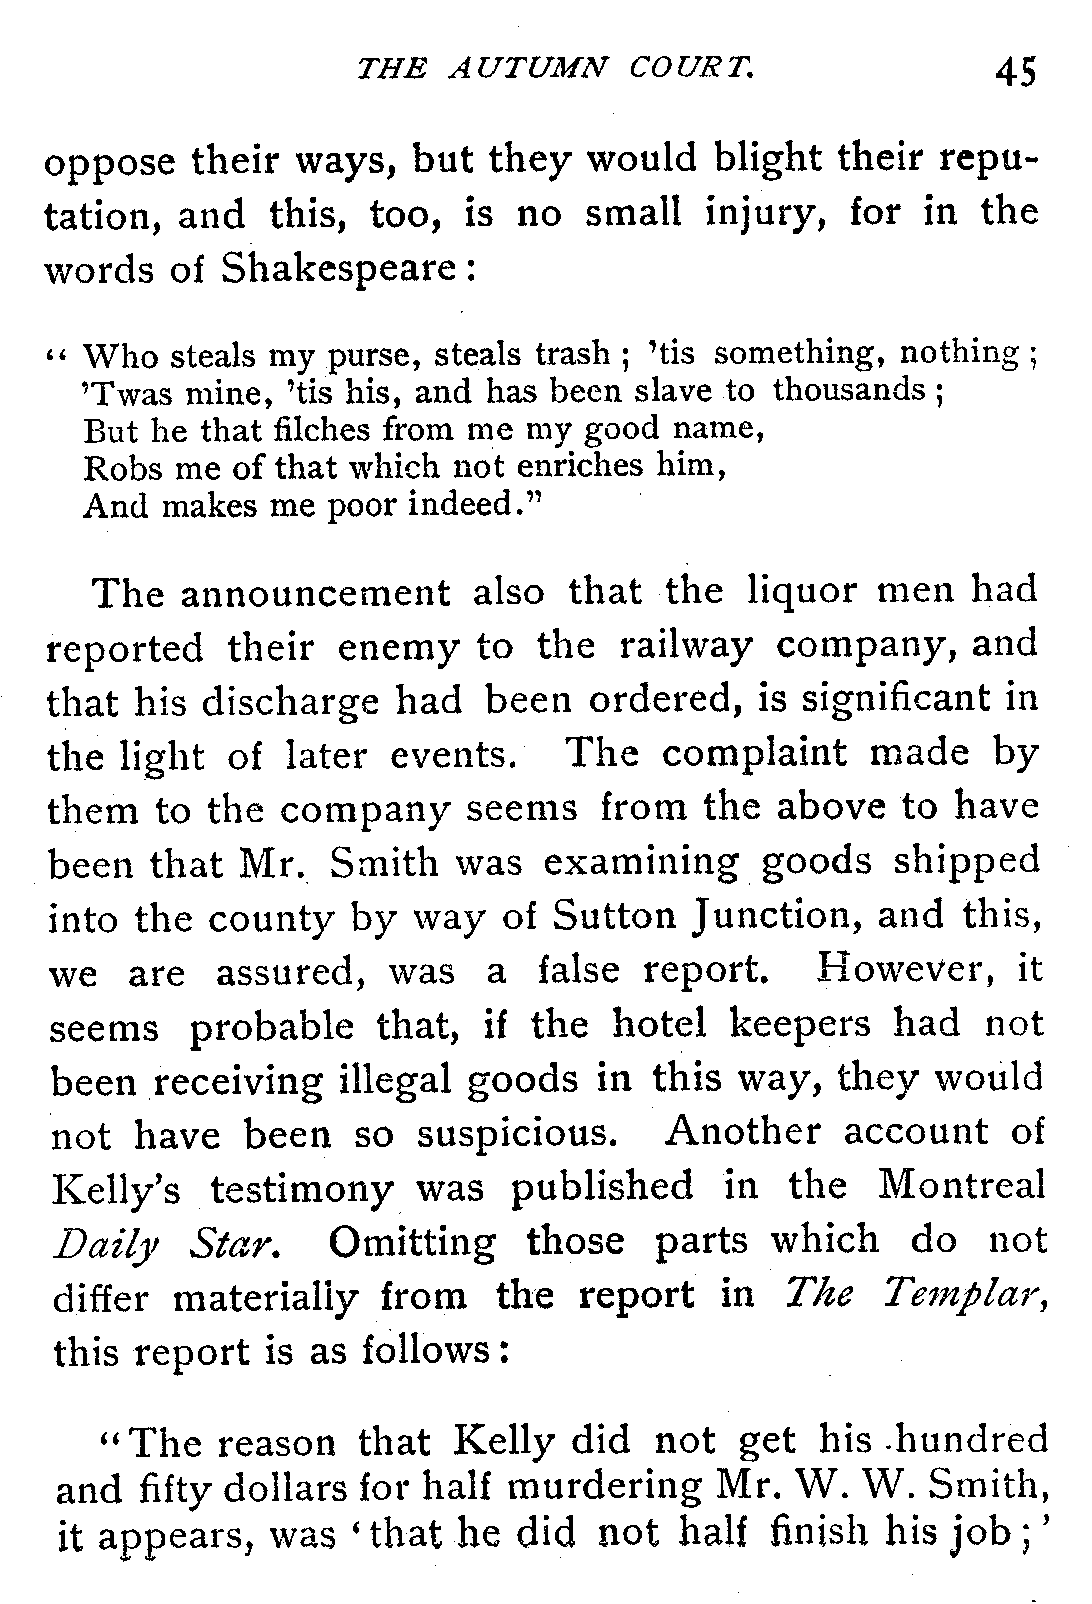 THE AUTUMN COURT. 45
oppose their ways, but they would blight their repu-
tation, and this, too, is no small injury, for in the
words of Shakespeare :
“ Who steals my purse, steals trash ; ’tis something, nothing ;
’Twas mine, ’tis his, and has been slave to thousands ;
But he that filches from me my good name,
Robs me of that which not enriches him,
And makes me poor indeed.”
The announcement also that the liquor men had
reported their enemy to the railway company, and
that his discharge had been ordered, is significant in
the light of later events. The complaint made by
them to the company seems from the above to have
been that Mr. Smith was examining goods shipped
into the county by way of Sutton Junction, and this,
we are assured, was a false report. However, it
seems probable that, if the hotel keepers had not
been receiving illegal goods in this way, they would
not have been so suspicious. Another account of
Kelly’s testimony was published in the Montreal
Daily Star. Omitting those parts which do not
differ materially from the report in The Templar,
this report is as follows :
“ The reason that Kelly did not get his hundred
and fifty dollars for half murdering Mr. W. W. Smith,
it appears, was ‘ that he did not half finish his job ; ’